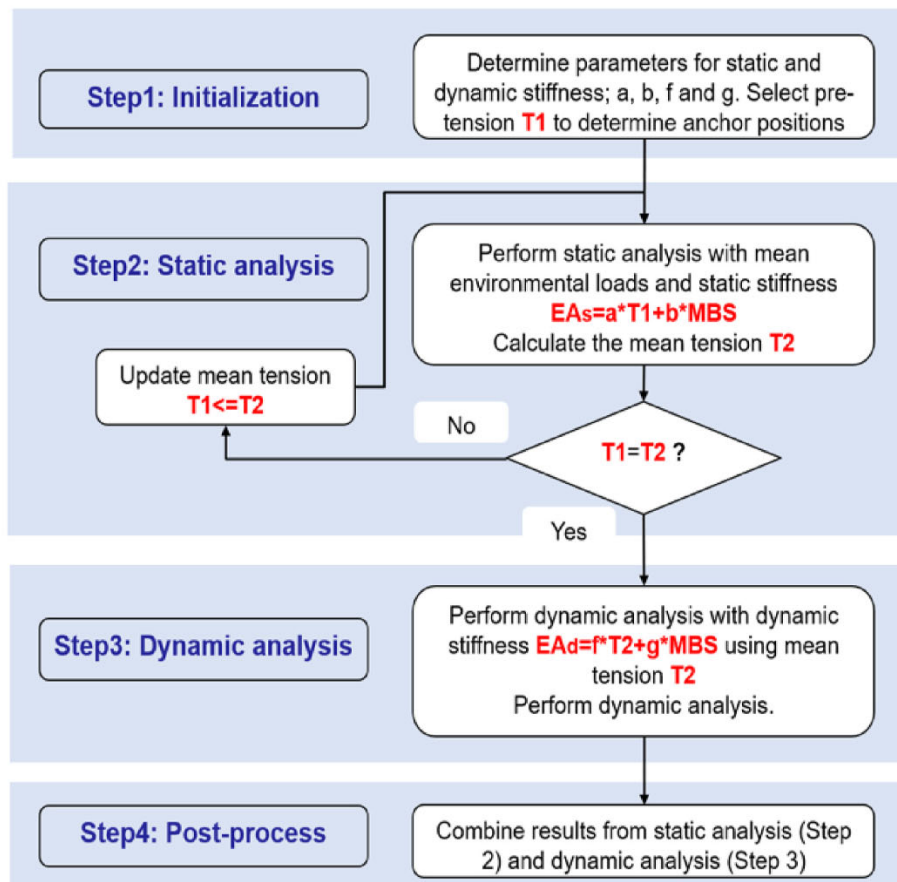 Step1: Initialization
Determine parameters for static and
dynamic stiffness; a, b, f and g. Select pre-
tension T1 to determine anchor positions
Step2: Static analysis
Perform static analysis with mean
environmental loads and static stiffness
EAs=a*T1+b*MBS
Calculate the mean tension T2
Update mean tension
T1<=T2
No
T1=T2 ?
Yes
Step3: Dynamic analysis
Perform dynamic analysis with dynamic
stiffness EAd=f*T2+g*MBS using mean
tension T2
Perform dynamic analysis.
Step4: Post-process
Combine results from static analysis (Step
2) and dynamic analysis (Step 3)